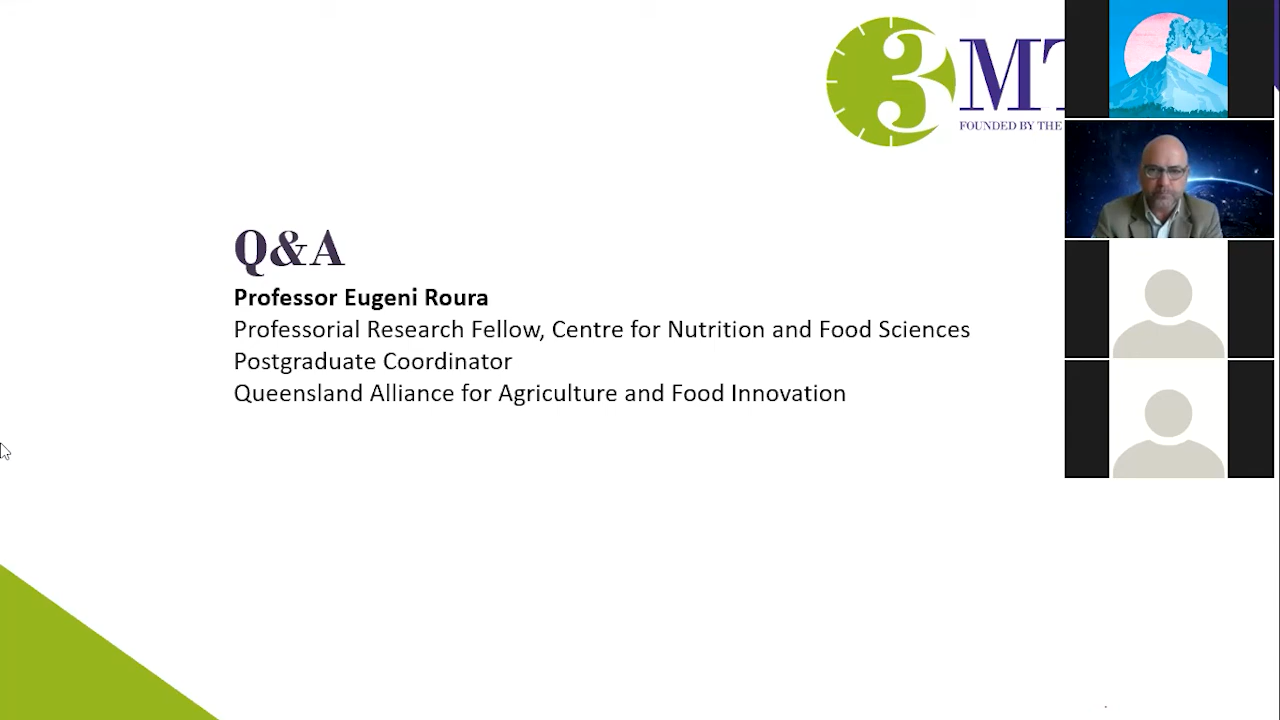 3MT
FOUNDED BY THE
Q&A
Professor Eugeni Roura
Professorial Research Fellow, Centre for Nutrition and Food Sciences
Postgraduate Coordinator
Queensland Alliance for Agriculture and Food Innovation